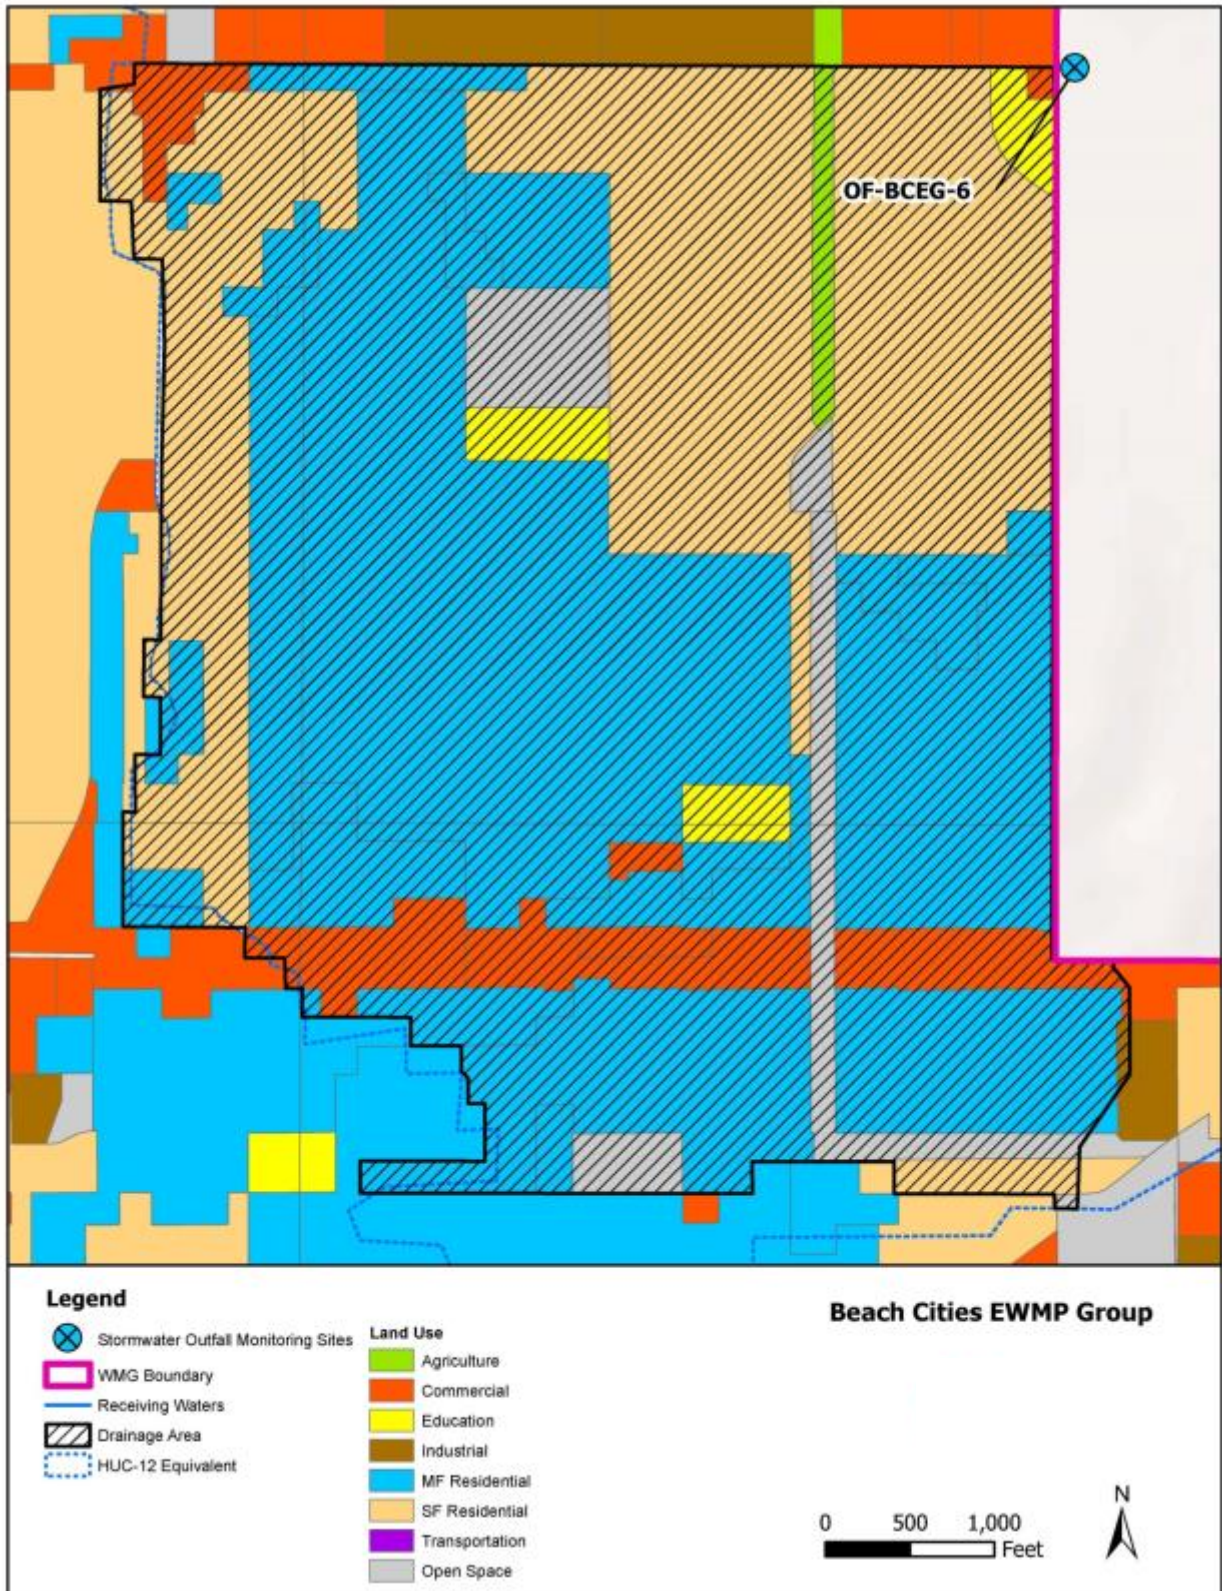 OF-BCEG-6
Legend
Stormwater Outfall Monitoring Sites
WMG Boundary
Receiving Waters
Drainage Area
HUC-12 Equivalent
Land Use
Agriculture
Commercial
Education
Industrial
MF Residential
SF Residential
Transportation
Open Space
Beach Cities EWMP Group
0 500 1,000
Feet
N